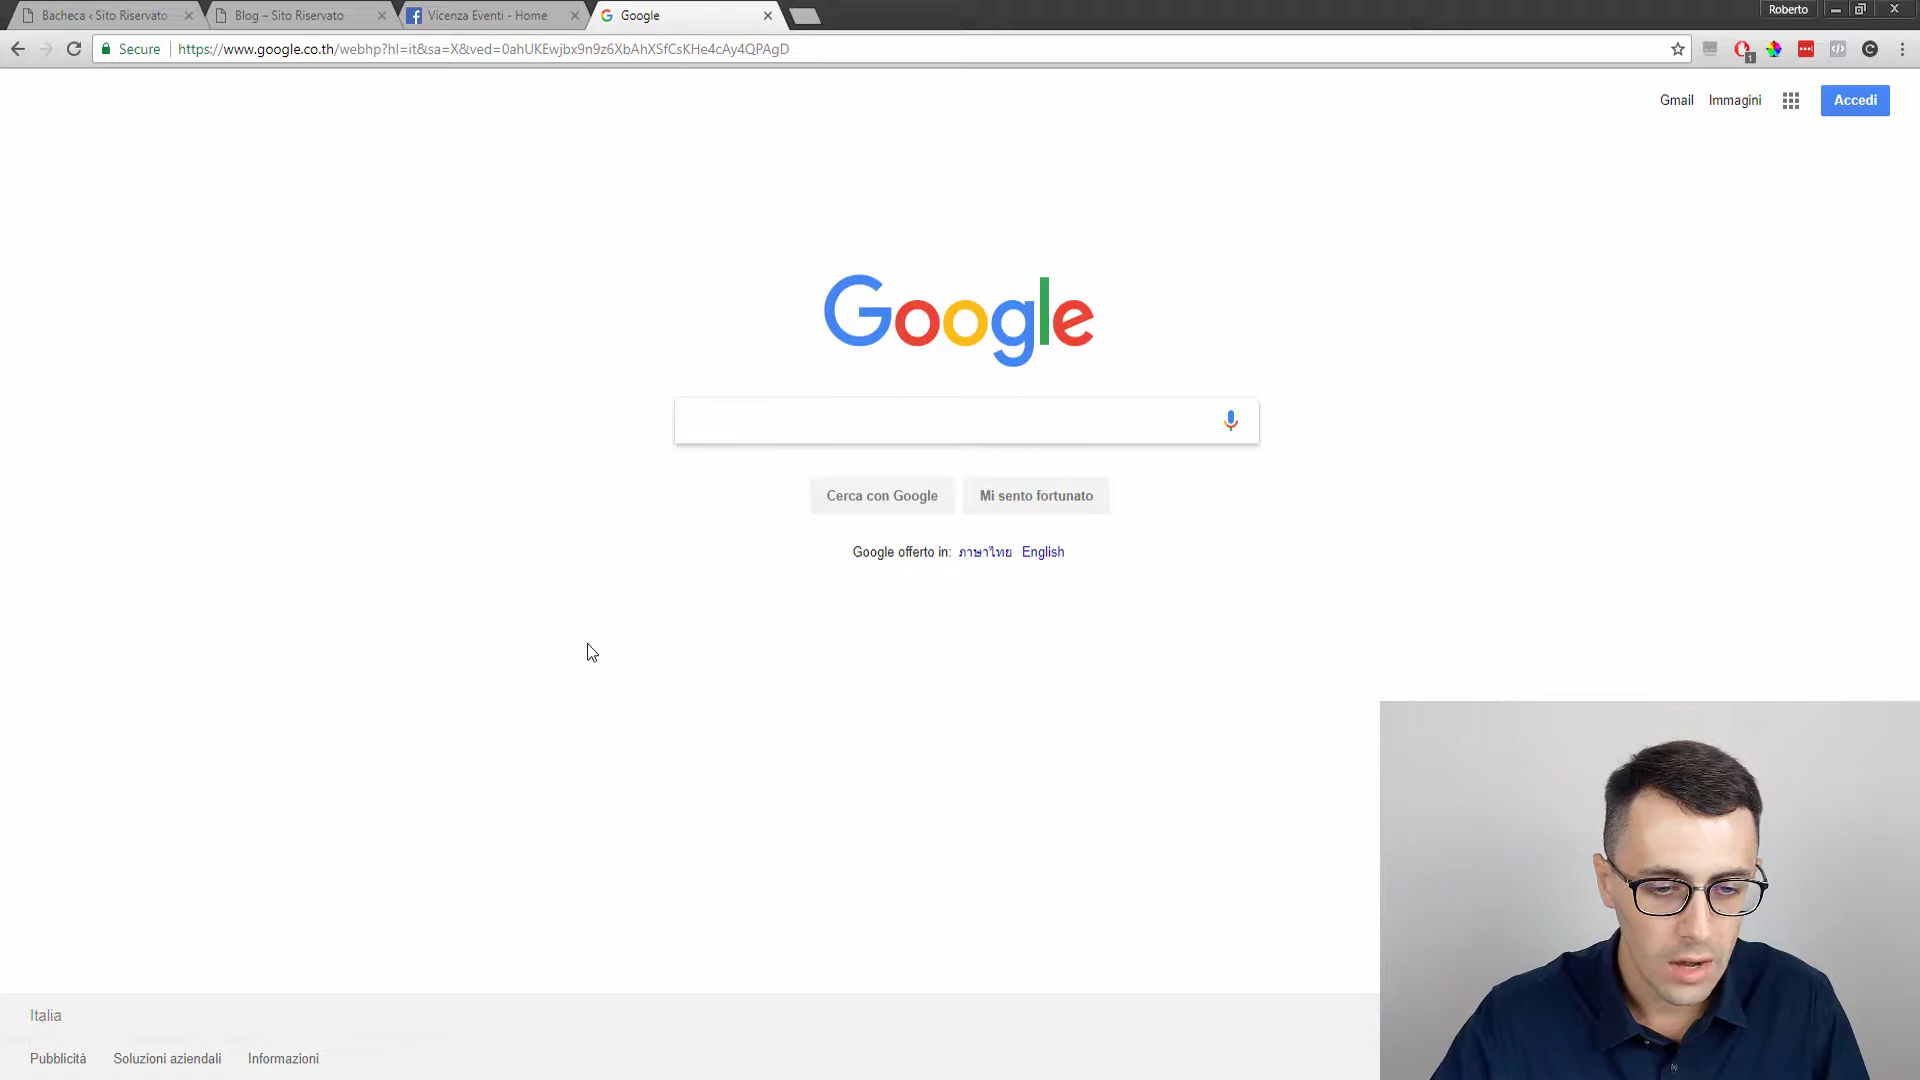 Bacheca ‹ Sito Riservato
Blog – Sito Riservato
Vicenza Eventi - Home
Google
Roberto
Secure
https://www.google.co.th/webhp?hl=it&sa=X&ved=0ahUKEwjbx9n9z6XbAhXSfCsKHe4cAy4QPAgD
1
Gmail
Immagini
Accedi
Google
Cerca con Google
Mi sento fortunato
Google offerto in: ภาษาไทย English
Italia
Pubblicità
Soluzioni aziendali
Informazioni